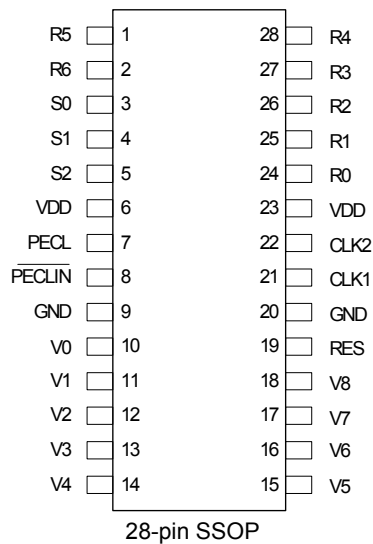 R5 1 28 R4
R6 2 27 R3
S0 3 26 R2
S1 4 25 R1
S2 5 24 R0
VDD 6 23 VDD
PECL 7 22 CLK2
PECLIN 8 21 CLK1
GND 9 20 GND
V0 10 19 RES
V1 11 18 V8
V2 12 17 V7
V3 13 16 V6
V4 14 15 V5
28-pin SSOP